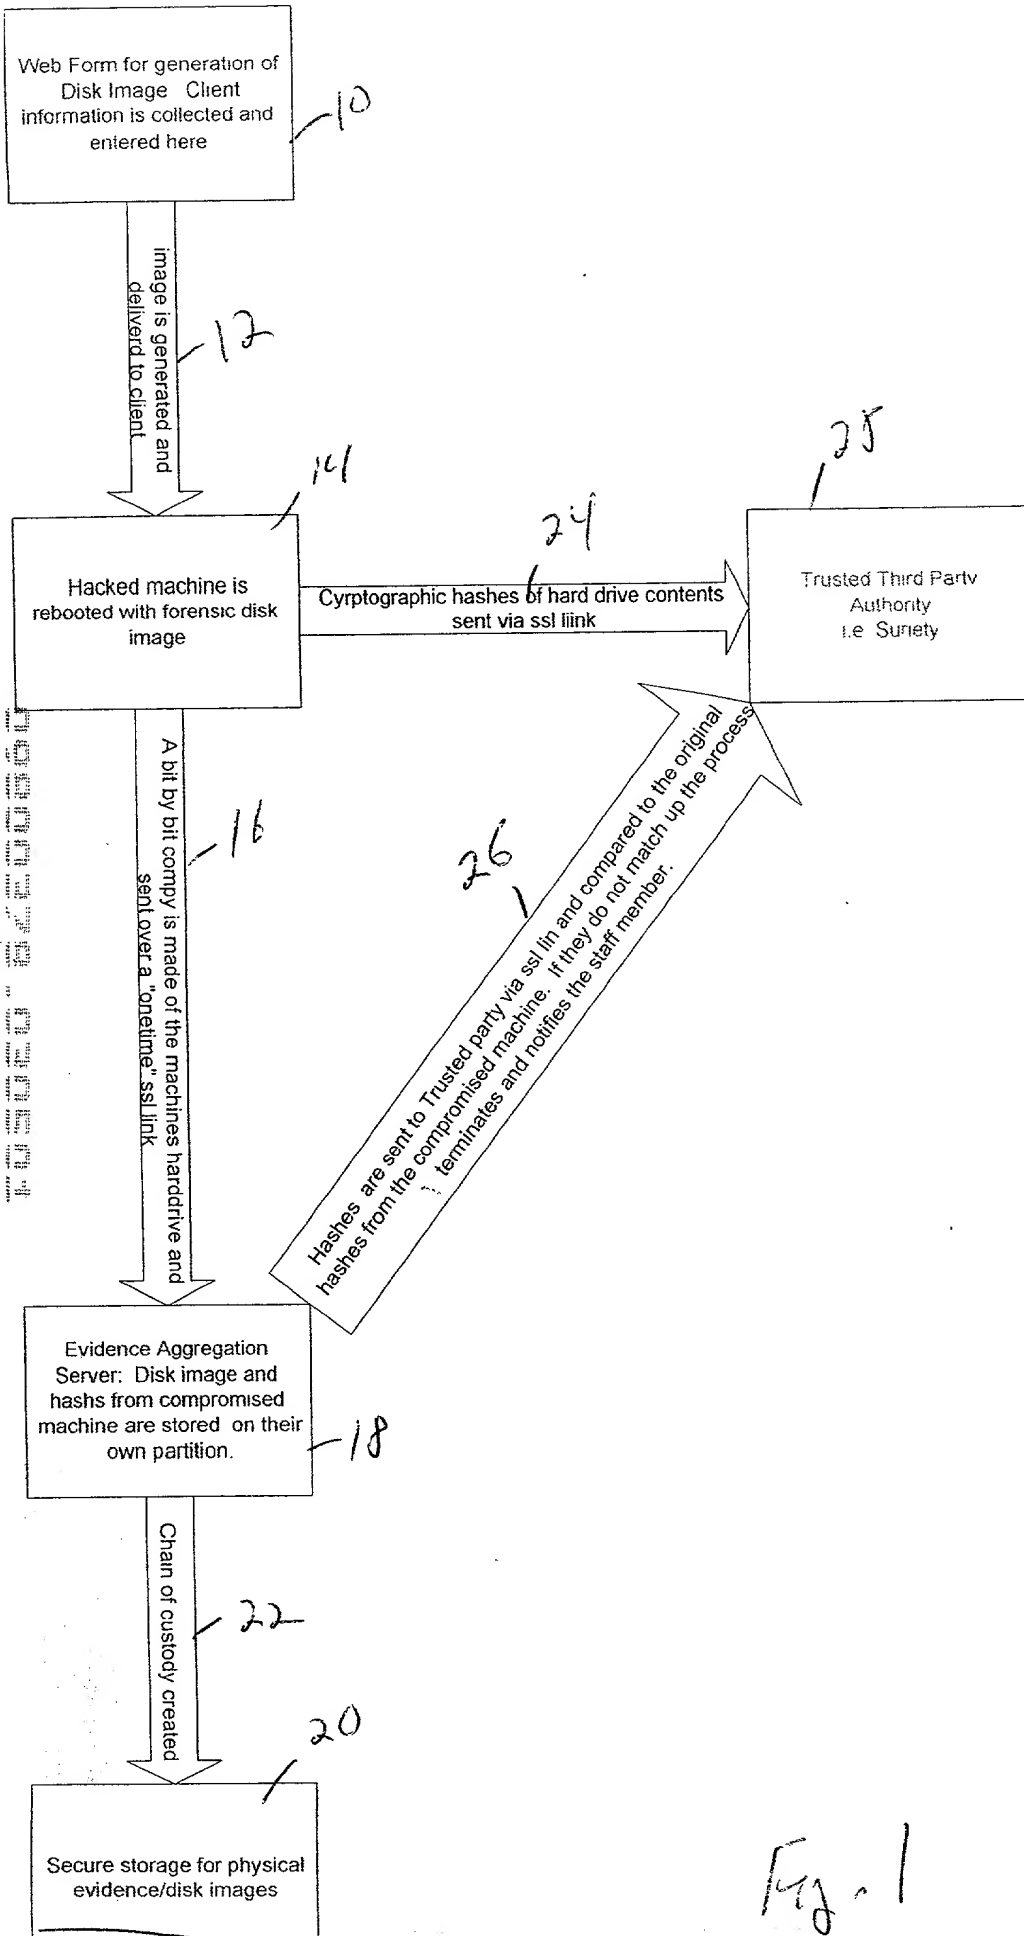 Web Form for generation of
Disk Image Client
information is collected and
entered here
10
image is generated and
deliverd to client
12
14
Hacked machine is
rebooted with forensic disk
image
24
Cyrptographic hashes of hard drive contents
sent via ssl liink
25
Trusted Third Party
Authority
i.e Suriety
A bit by bit compy is made of the machines harddrive and
sent over a "onetime" ssl link
16
26
Hashes are sent to Trusted party via ssl lin and compared to the original
hashes from the compromised machine. If they do not match up the process
terminates and notifies the staff member.
Evidence Aggregation
Server: Disk image and
hashs from compromised
machine are stored on their
own partition.
18
Chain of custody created
22
20
Secure storage for physical
evidence/disk images
Fig. 1